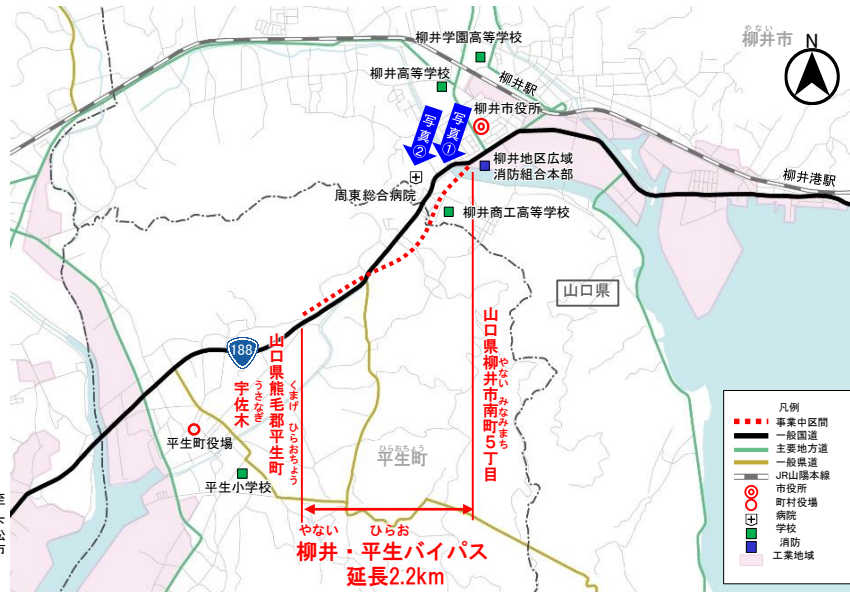 柳井学園高等学校
やない
柳井市
N
柳井高等学校
柳井駅
柳井市役所
写真②
写真①
柳井地区広域
消防組合本部
柳井港駅
周東総合病院
柳井商工高等学校
山口県
188
山口県熊毛郡平生町
くまげ ひらおちょう
宇佐木
うさなぎ
山口県柳井市南町5丁目
やない みなみまち
平生町役場
平生小学校
ひらおちょう
平生町
やない ひらお
柳井・平生バイパス
延長2.2km
凡例
事業中区間
一般国道
主要地方道
一般県道
JR山陽本線
市役所
町村役場
病院
学校
消防
工業地域